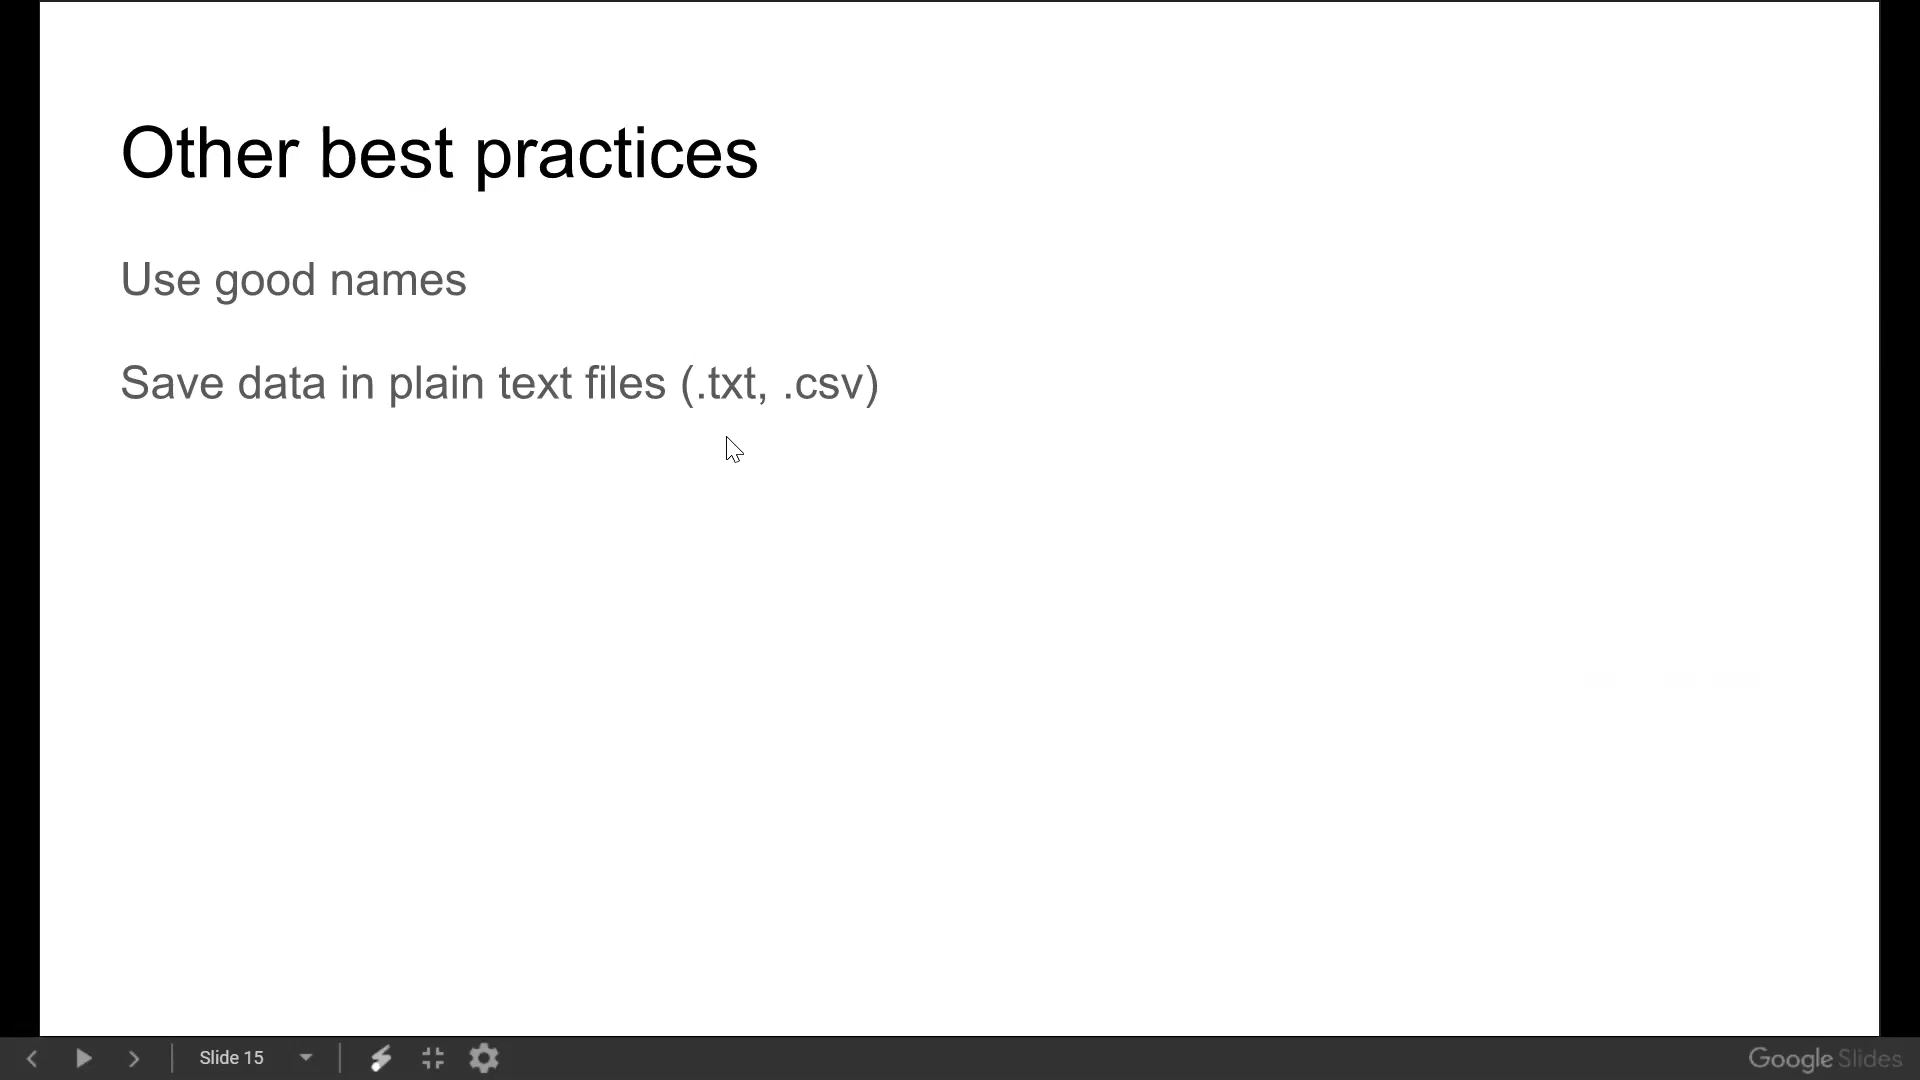 Other best practices
Use good names
Save data in plain text files (.txt, .csv)
Slide 15
Google Slides